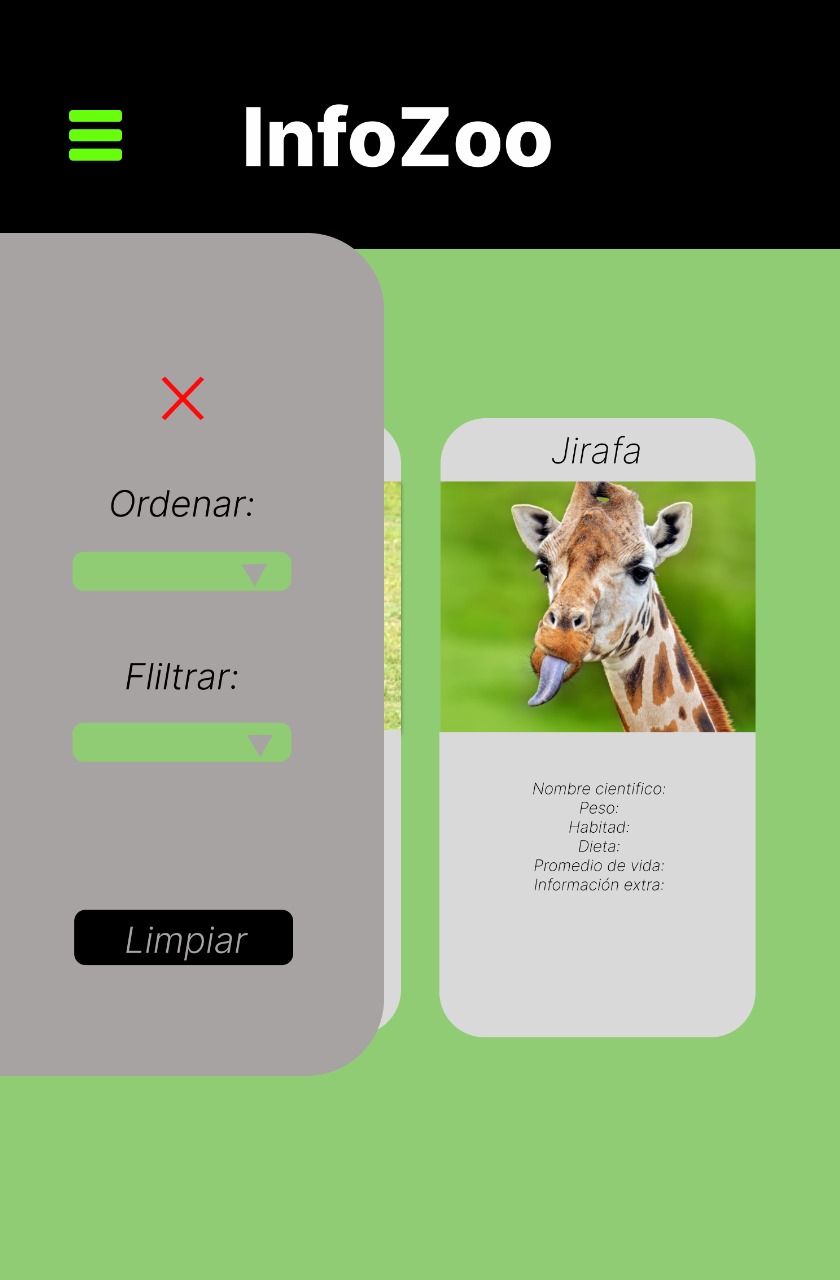 InfoZoo
Ordenar:
Fliltrar:
Limpiar
Jirafa
Nombre cientifico:
Peso:
Habitad:
Dieta:
Promedio de vida:
Información extra: